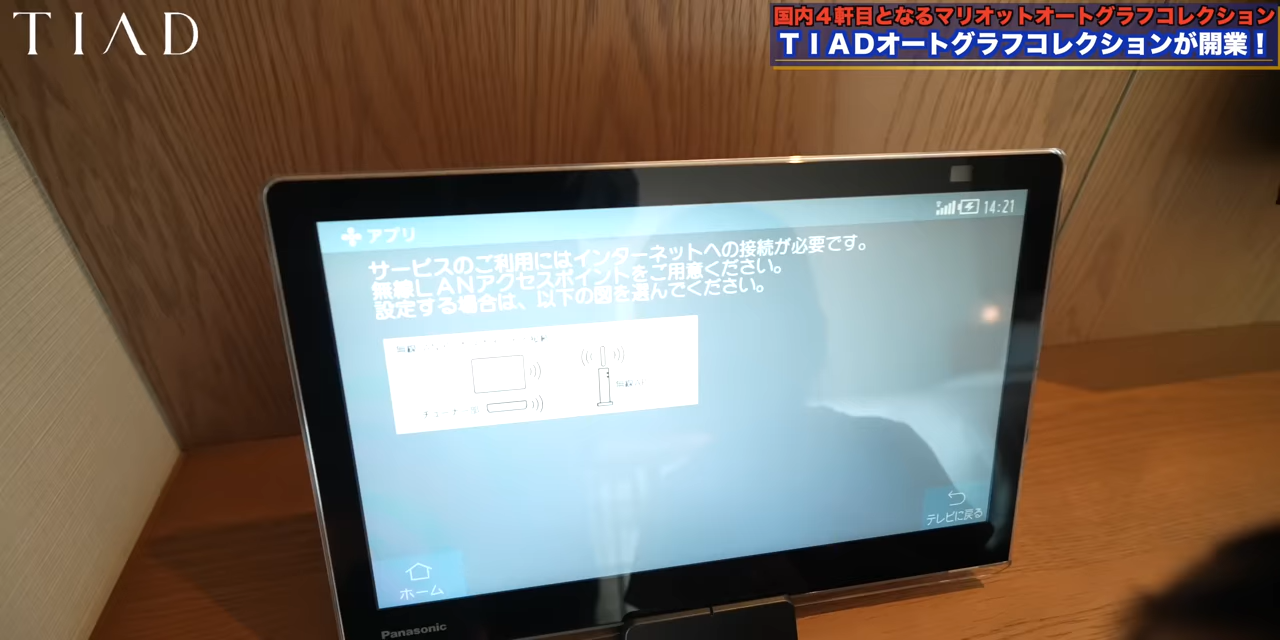 TIAD
国内４軒目となるマリオットオートグラフコレクション
ＴＩＡＤオートグラフコレクションが開業！
14:21
アプリ
サービスのご利用にはインターネットへの接続が必要です。
無線ＬＡＮアクセスポイントをご用意ください。
設定する場合は、以下の図を選んでください。
テレビに戻る
ホーム
Panasonic